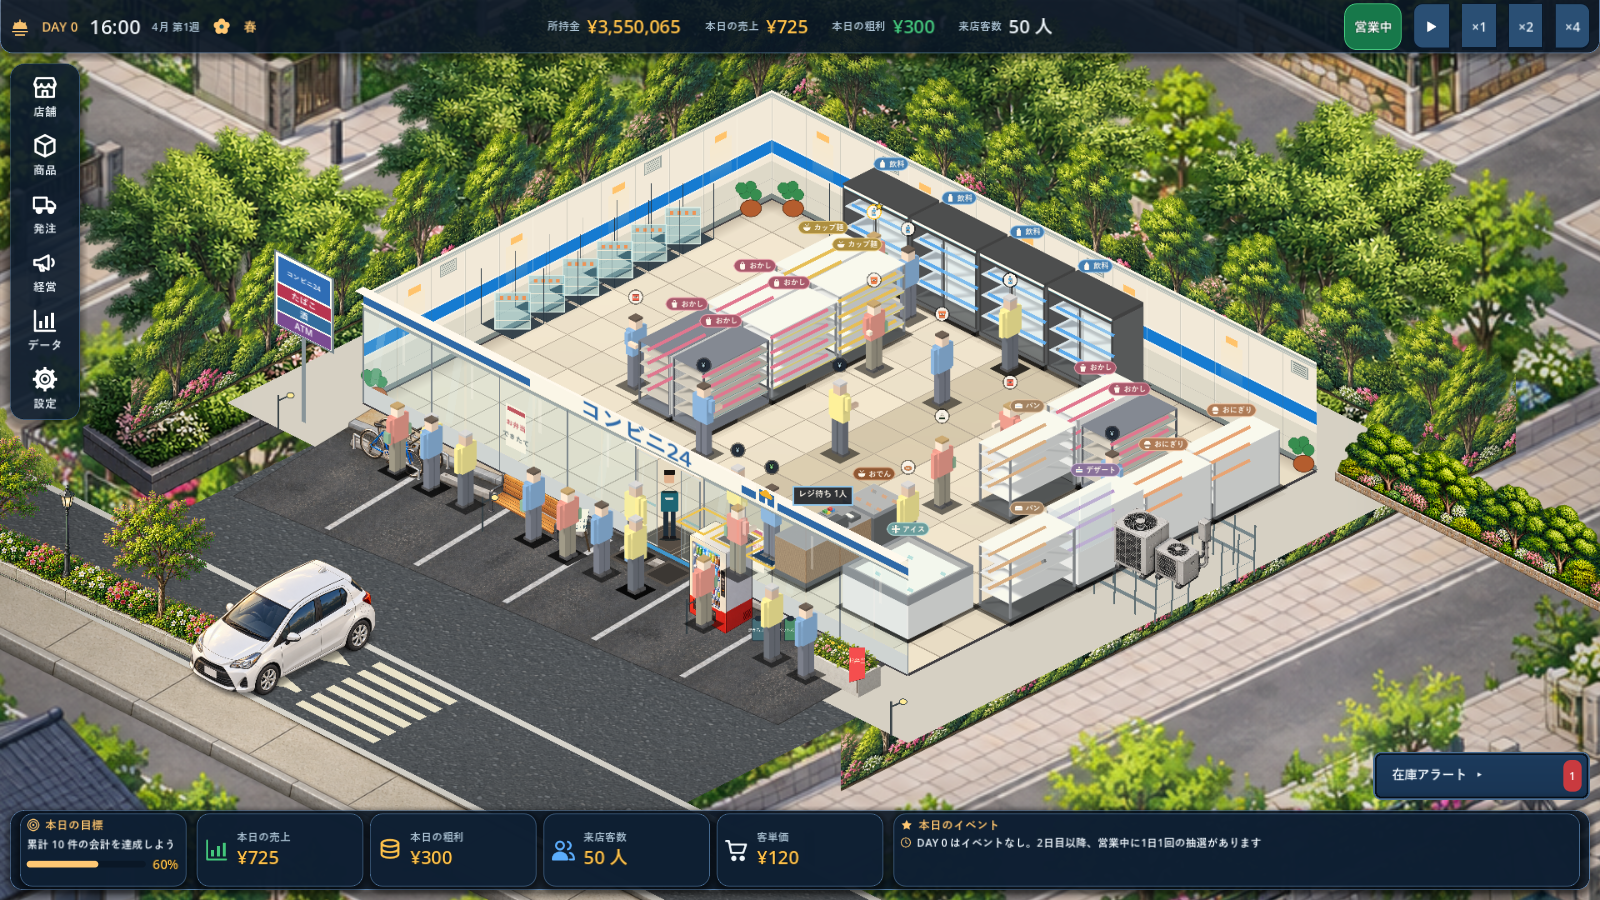 DAY 0 16:00 4月 第1週 春
所持金 ¥3,550,065 本日の売上 ¥725 本日の粗利 ¥300 来店客数 50 人
営業中 ×1 ×2 ×4
店舗
商品
発注
経営
データ
設定
コンビニ24
たばこ
酒
ATM
飲料
飲料
飲料
飲料
カップ麺
カップ麺
おかし
おかし
おかし
おかし
おかし
おかし
パン
おにぎり
おにぎり
デザート
おでん
パン
アイス
レジ待ち 1人
お弁当
できたて
コンビニ24
在庫アラート 1
本日の目標
累計 10 件の会計を達成しよう
60%
本日の売上
¥725
本日の粗利
¥300
来店客数
50 人
客単価
¥120
本日のイベント
DAY 0 はイベントなし。2日目以降、営業中に1日1回の抽選があります